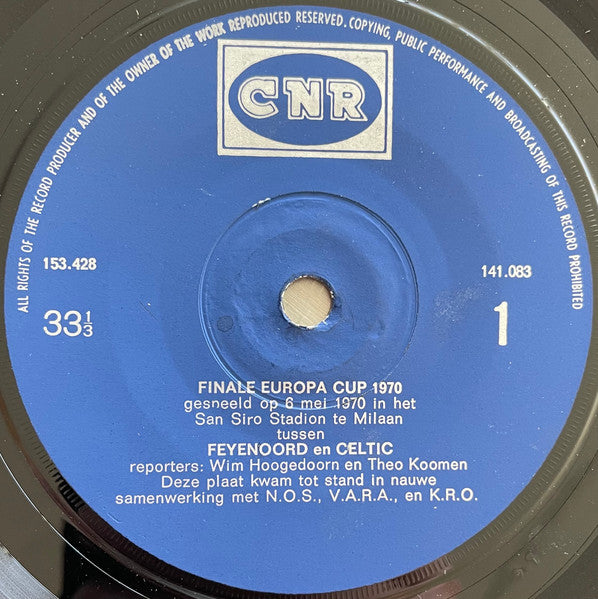 ALL RIGHTS OF THE RECORD PRODUCER AND OF THE OWNER OF THE WORK REPRODUCED RESERVED. COPYING, PUBLIC PERFORMANCE AND BROADCASTING OF THIS RECORD PROHIBITED
CNR
153.428
141.083
33⅓
1
FINALE EUROPA CUP 1970
gesneeld op 6 mei 1970 in het
San Siro Stadion te Milaan
tussen
FEYENOORD en CELTIC
reporters: Wim Hoogedoorn en Theo Koomen
Deze plaat kwam tot stand in nauwe
samenwerking met N.O.S., V.A.R.A., en K.R.O.